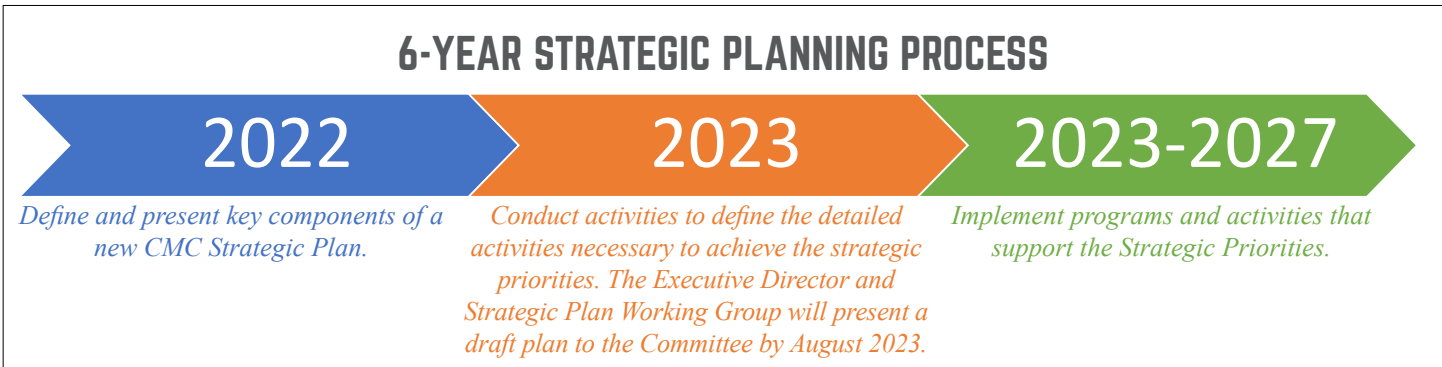 6-YEAR STRATEGIC PLANNING PROCESS
2022
Define and present key components of a
new CMC Strategic Plan.
2023
Conduct activities to define the detailed
activities necessary to achieve the strategic
priorities. The Executive Director and
Strategic Plan Working Group will present a
draft plan to the Committee by August 2023.
2023-2027
Implement programs and activities that
support the Strategic Priorities.